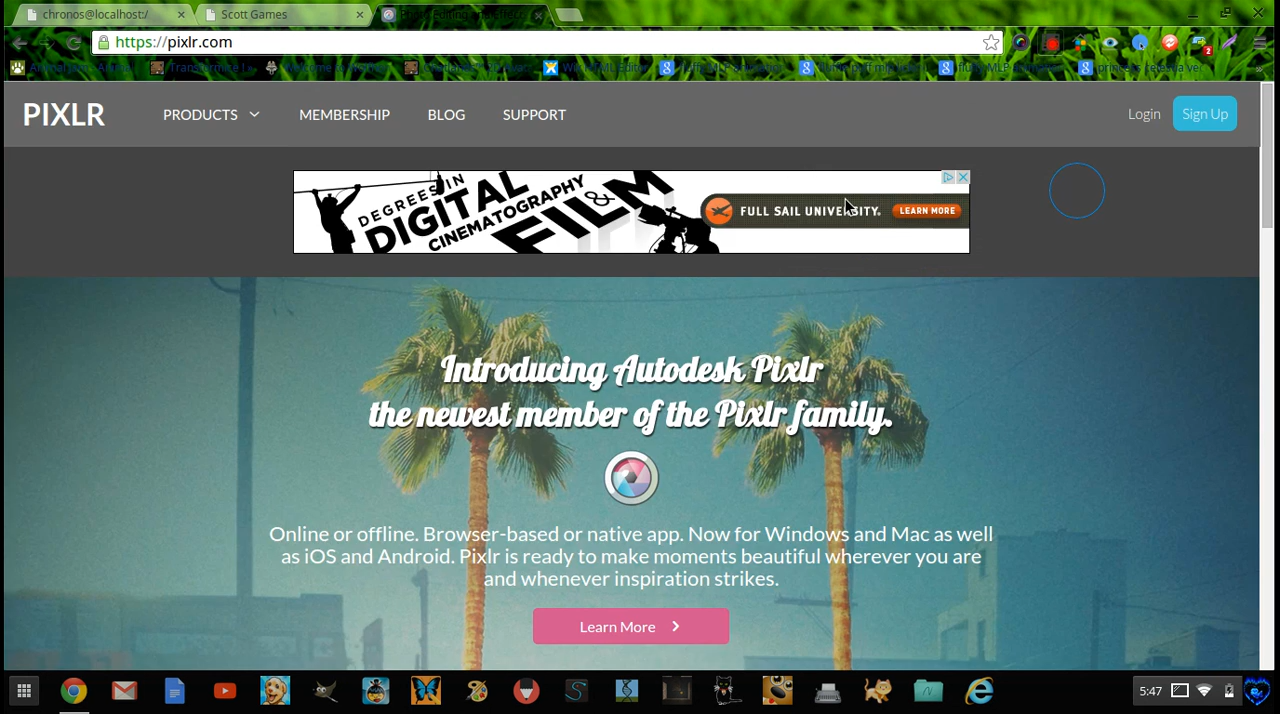 chronos@localhost:/
Scott Games
https://pixlr.com
PIXLR
PRODUCTS
MEMBERSHIP
BLOG
SUPPORT
Login
Sign Up
DEGREES IN
DIGITAL
CINEMATOGRAPHY
& FILM
FULL SAIL UNIVERSITY.
LEARN MORE
Introducing Autodesk Pixlr
the newest member of the Pixlr family.
Online or offline. Browser-based or native app. Now for Windows and Mac as well
as iOS and Android. Pixlr is ready to make moments beautiful wherever you are
and whenever inspiration strikes.
Learn More
5:47